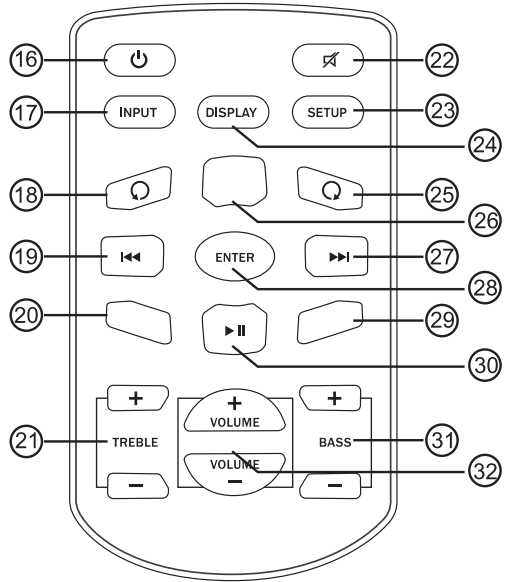 16 22
17 INPUT DISPLAY SETUP 23
24
18 25
26
19 ENTER 27
28
20 29
30
+ + +
VOLUME
21 TREBLE BASS 31
VOLUME
32
− − −